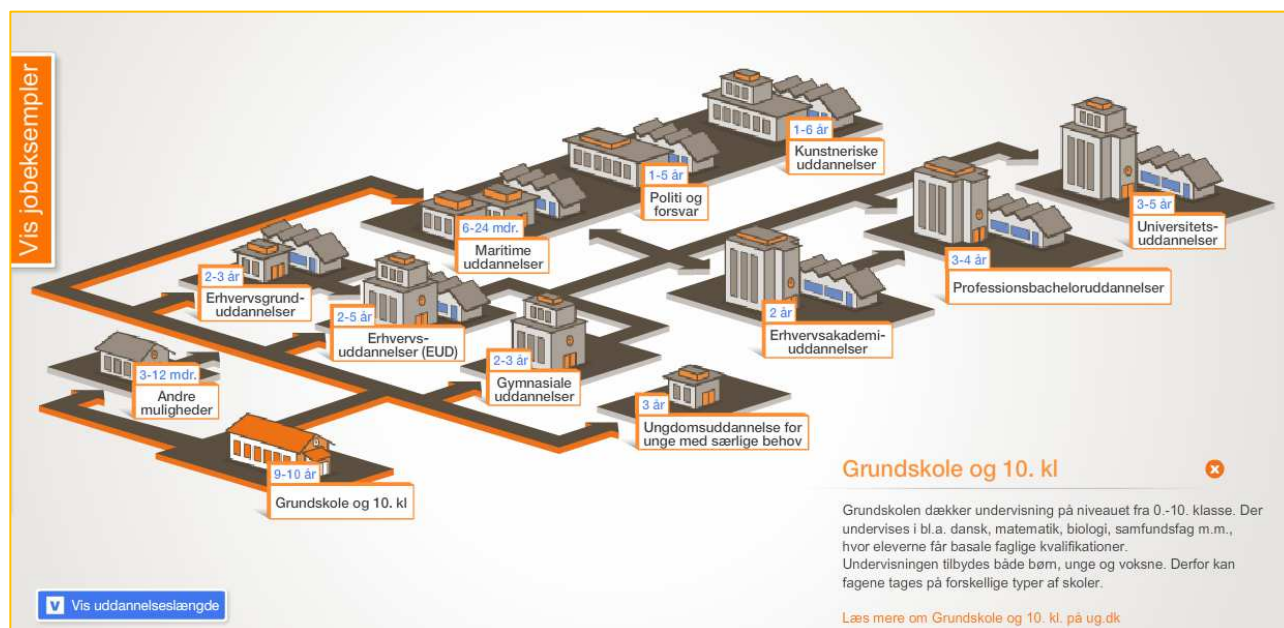 Vis jobeksempler
1-6 år
Kunstneriske
uddannelser
1-5 år
Politi og
forsvar
6-24 mdr.
Maritime
uddannelser
3-5 år
Universitets-
uddannelser
3-4 år
Professionsbacheloruddannelser
2-3 år
Erhvervsgrund-
uddannelser
2-5 år
Erhvervs-
uddannelser (EUD)
2 år
Erhvervsakademi-
uddannelser
2-3 år
Gymnasiale
uddannelser
3-12 mdr.
Andre
muligheder
3 år
Ungdomsuddannelse for
unge med særlige behov
9-10 år
Grundskole og 10. kl
Grundskole og 10. kl
x
Grundskolen dækker undervisning på niveauet fra 0.-10. klasse. Der
undervises i bl.a. dansk, matematik, biologi, samfundsfag m.m.,
hvor eleverne får basale faglige kvalifikationer.
Undervisningen tilbydes både børn, unge og voksne. Derfor kan
fagene tages på forskellige typer af skoler.
Læs mere om Grundskole og 10. kl. på ug.dk
V Vis uddannelseslængde